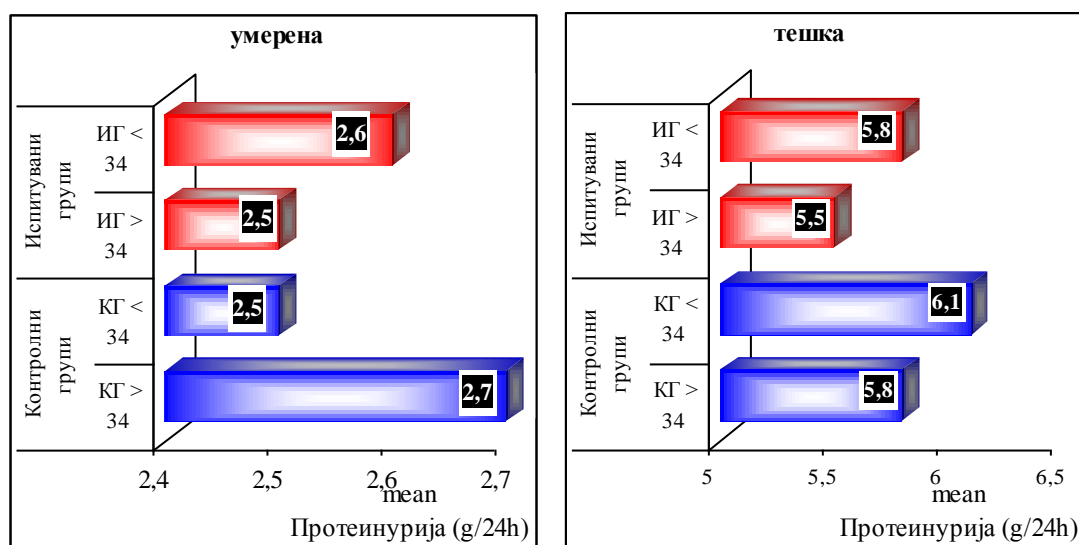 умерена
Испитувани
групи
ИГ <
34
2,6
ИГ >
34
2,5
Контролни
групи
КГ <
34
2,5
КГ >
34
2,7
2,4 2,5 2,6 2,7
mean
Протеинурија (g/24h)
тешка
Испитувани
групи
ИГ <
34
5,8
ИГ >
34
5,5
Контролни
групи
КГ <
34
6,1
КГ >
34
5,8
5 5,5 6 6,5
mean
Протеинурија (g/24h)